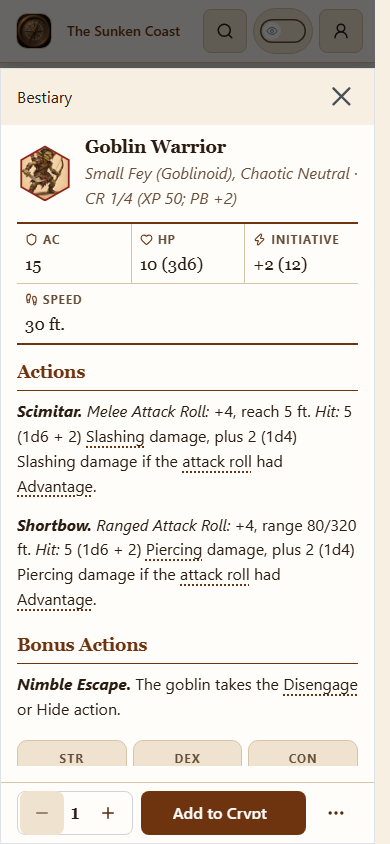 The Sunken Coast
Bestiary
Goblin Warrior
Small Fey (Goblinoid), Chaotic Neutral ·
CR 1/4 (XP 50; PB +2)
AC
15
HP
10 (3d6)
INITIATIVE
+2 (12)
SPEED
30 ft.
Actions
Scimitar. Melee Attack Roll: +4, reach 5 ft. Hit: 5
(1d6 + 2) Slashing damage, plus 2 (1d4)
Slashing damage if the attack roll had
Advantage.
Shortbow. Ranged Attack Roll: +4, range 80/320
ft. Hit: 5 (1d6 + 2) Piercing damage, plus 2 (1d4)
Piercing damage if the attack roll had
Advantage.
Bonus Actions
Nimble Escape. The goblin takes the Disengage
or Hide action.
STR DEX CON
1
Add to Crypt